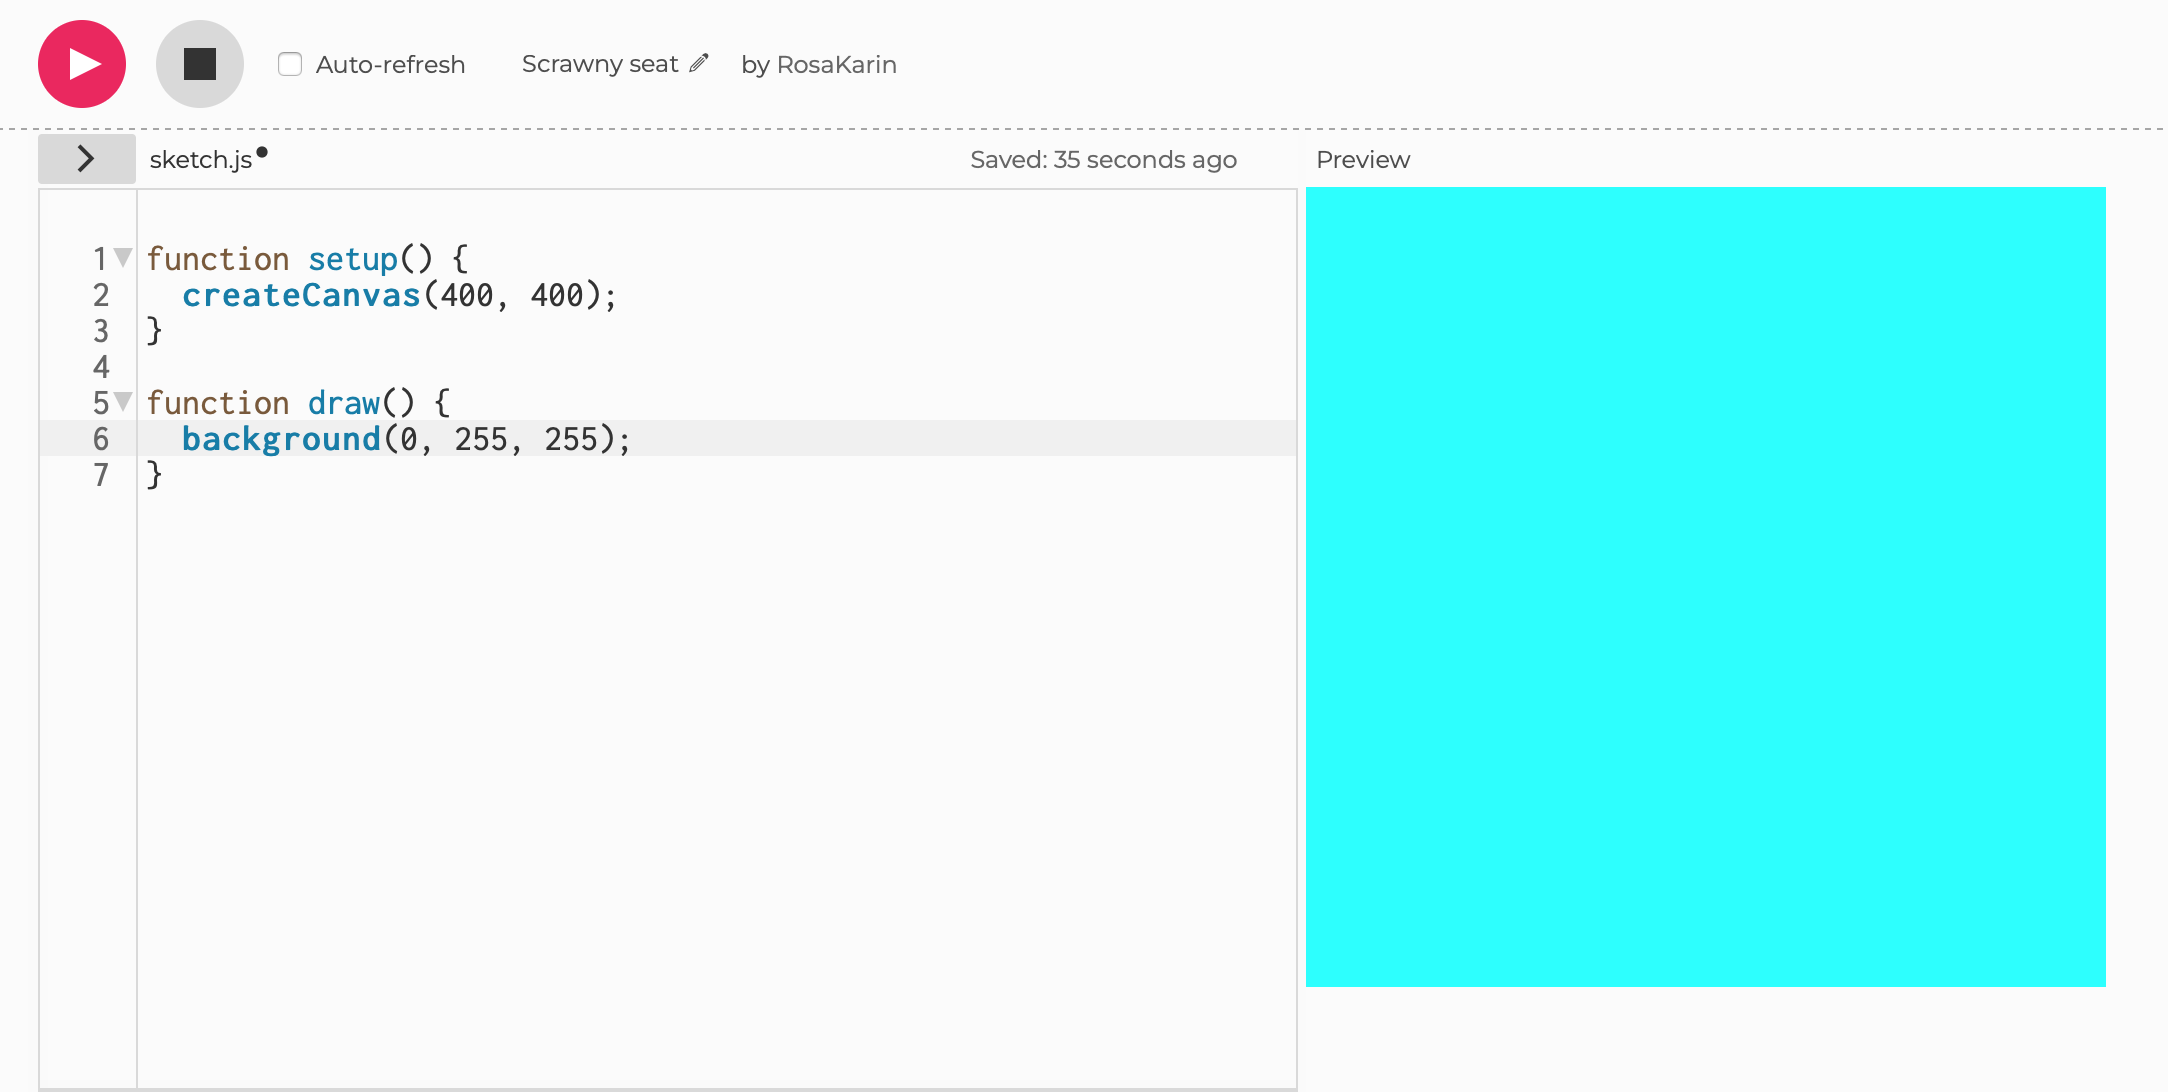 Auto-refresh Scrawny seat by RosaKarin
sketch.js Saved: 35 seconds ago Preview
1 function setup() {
2   createCanvas(400, 400);
3 }
4
5 function draw() {
6   background(0, 255, 255);
7 }